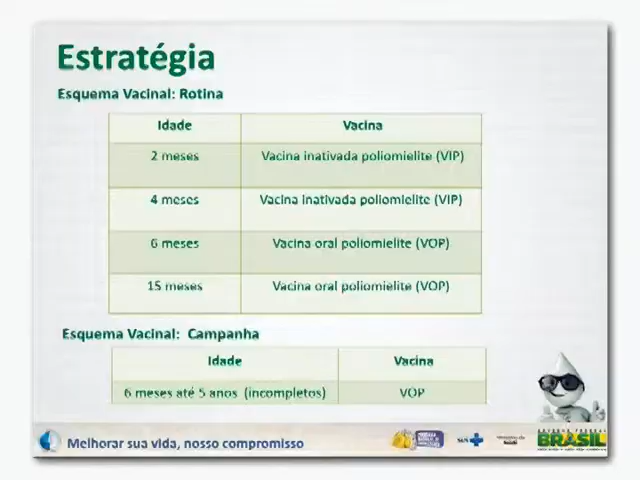 Estratégia
Esquema Vacinal: Rotina
Idade Vacina
2 meses Vacina inativada poliomielite (VIP)
4 meses Vacina inativada poliomielite (VIP)
6 meses Vacina oral poliomielite (VOP)
15 meses Vacina oral poliomielite (VOP)
Esquema Vacinal: Campanha
Idade Vacina
6 meses até 5 anos (incompletos) VOP
Melhorar sua vida, nosso compromisso
SUS
BRASIL